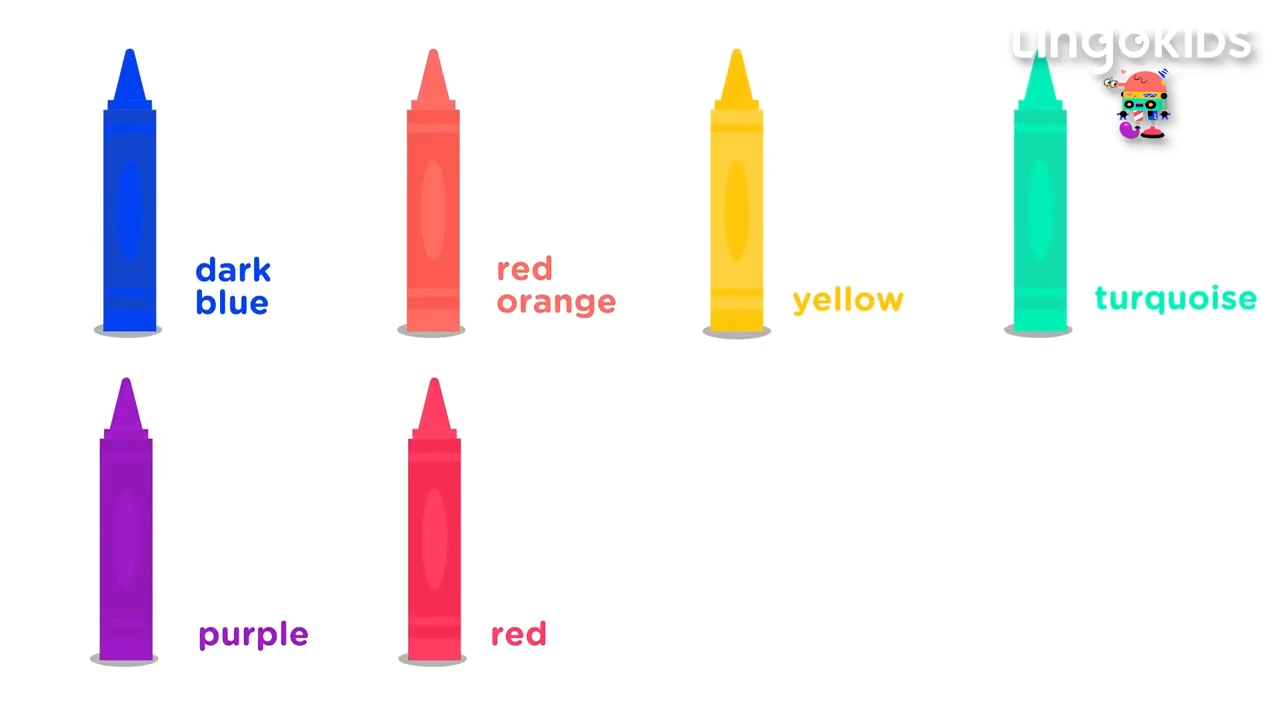 Lingokids
dark
blue
red
orange
yellow
turquoise
purple
red